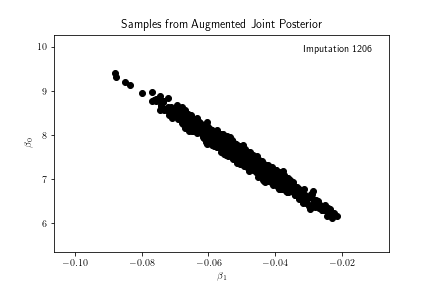 Samples from Augmented Joint Posterior
Imputation 1206
10
9
8
7
6
β₀
−0.10 −0.08 −0.06 −0.04 −0.02
β₁